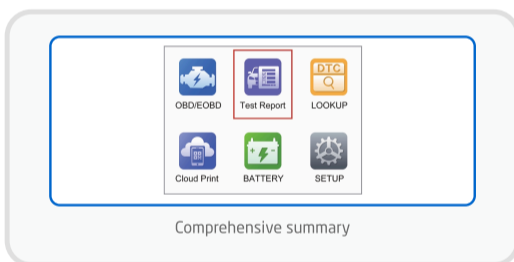 DTC
OBD/EOBD Test Report LOOKUP
Cloud Print BATTERY SETUP
Comprehensive summary